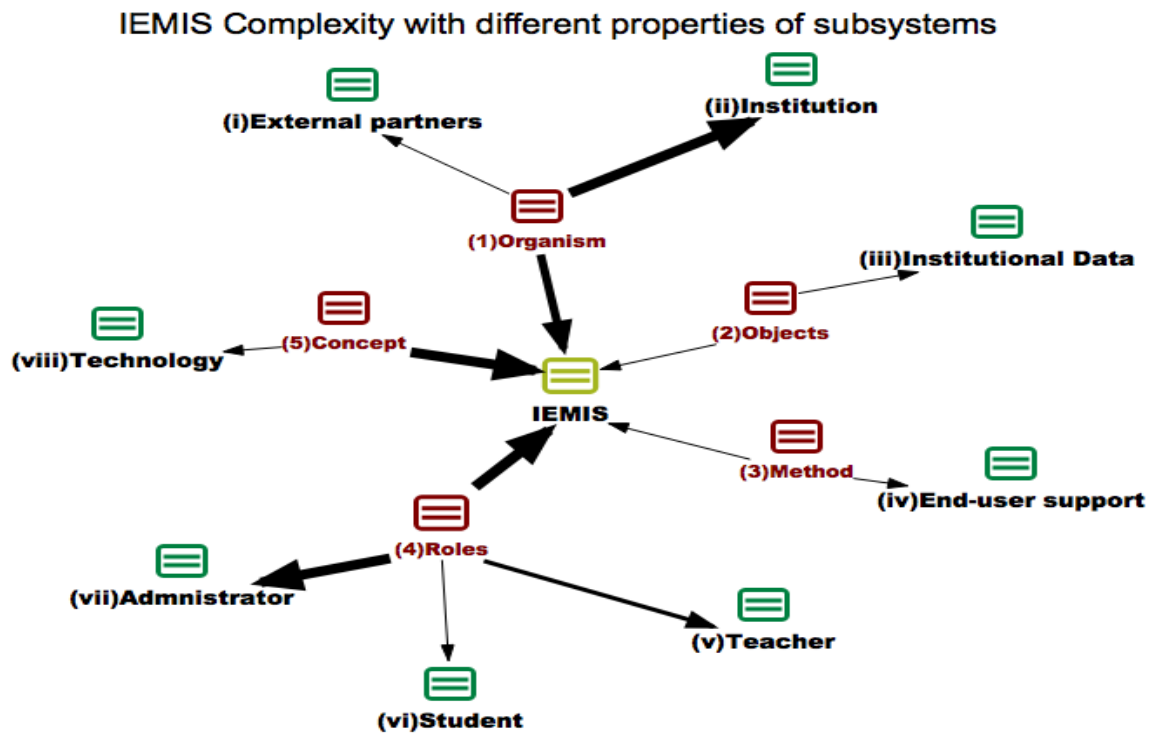 IEMIS Complexity with different properties of subsystems
(i)External partners
(ii)Institution
(1)Organism
(iii)Institutional Data
(2)Objects
(5)Concept
(viii)Technology
IEMIS
(3)Method
(iv)End-user support
(4)Roles
(vii)Admnistrator
(v)Teacher
(vi)Student